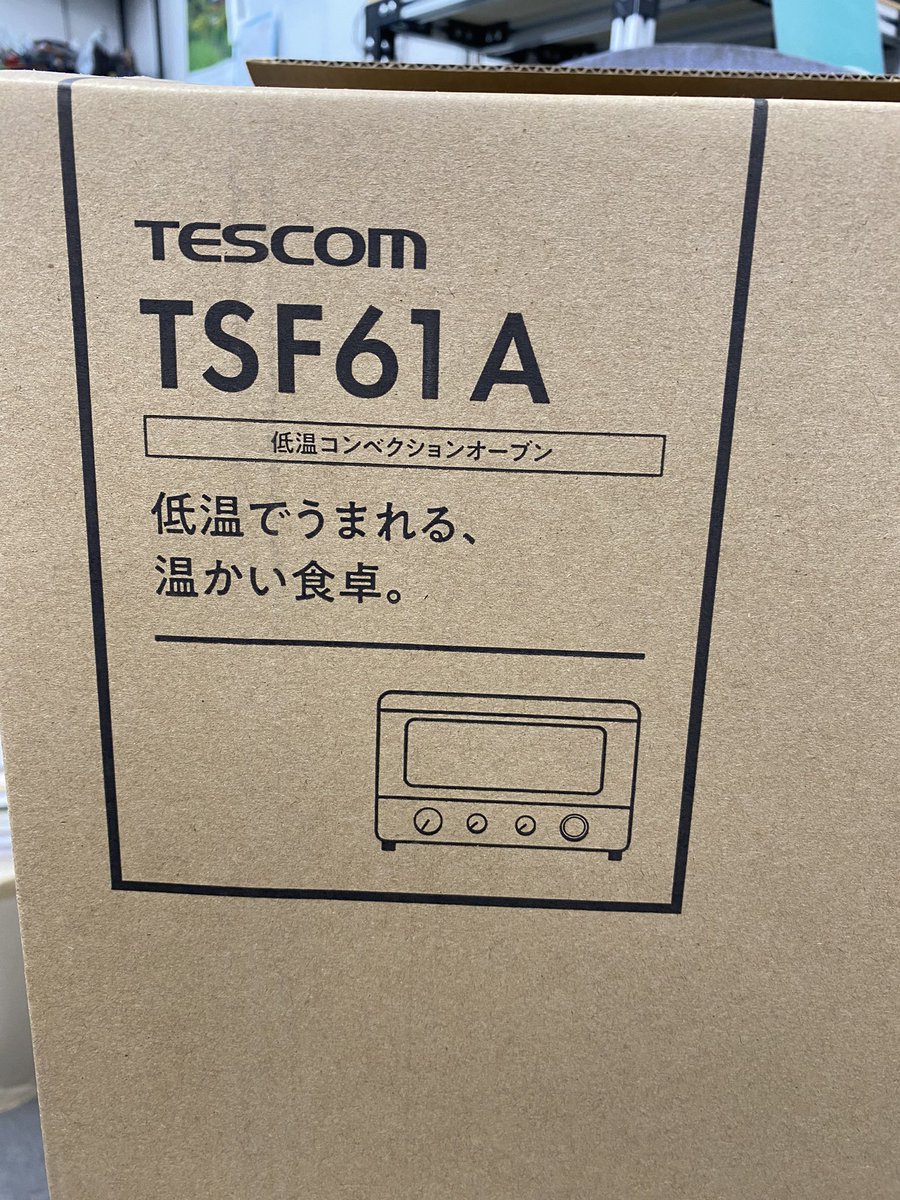 TESCOM
TSF61A
低温コンベクションオーブン
低温でうまれる、
温かい食卓。